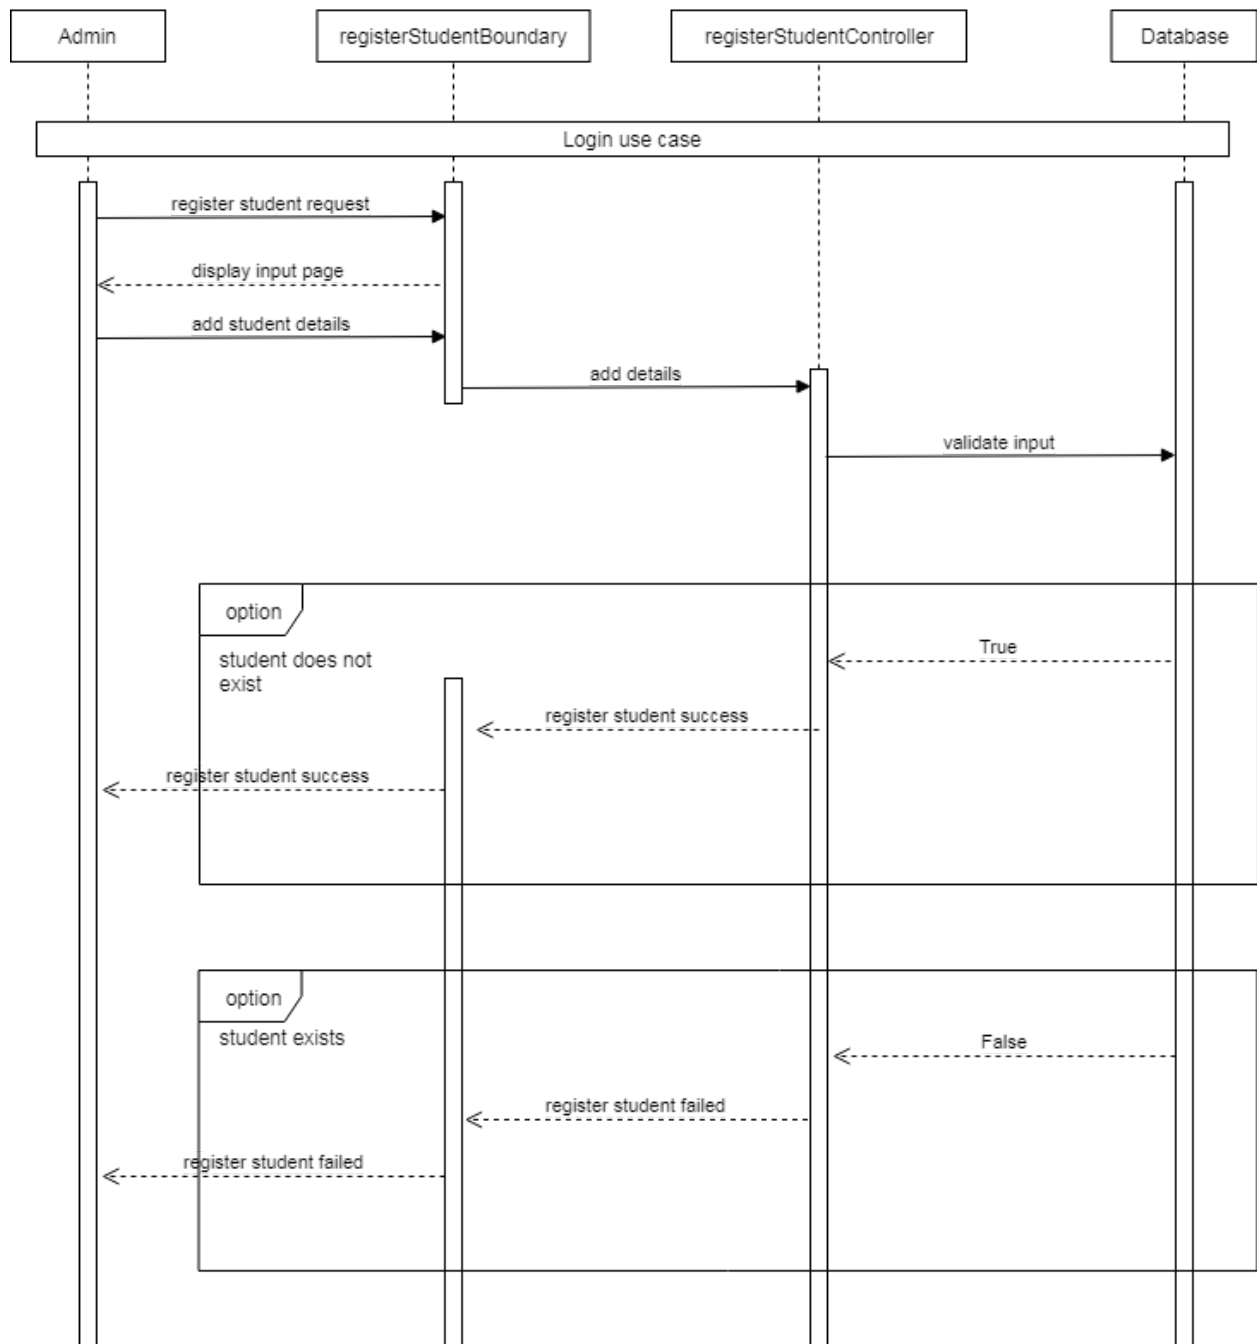 Admin
registerStudentBoundary
registerStudentController
Database
Login use case
register student request
display input page
add student details
add details
validate input
option
student does not
exist
True
register student success
register student success
option
student exists
False
register student failed
register student failed